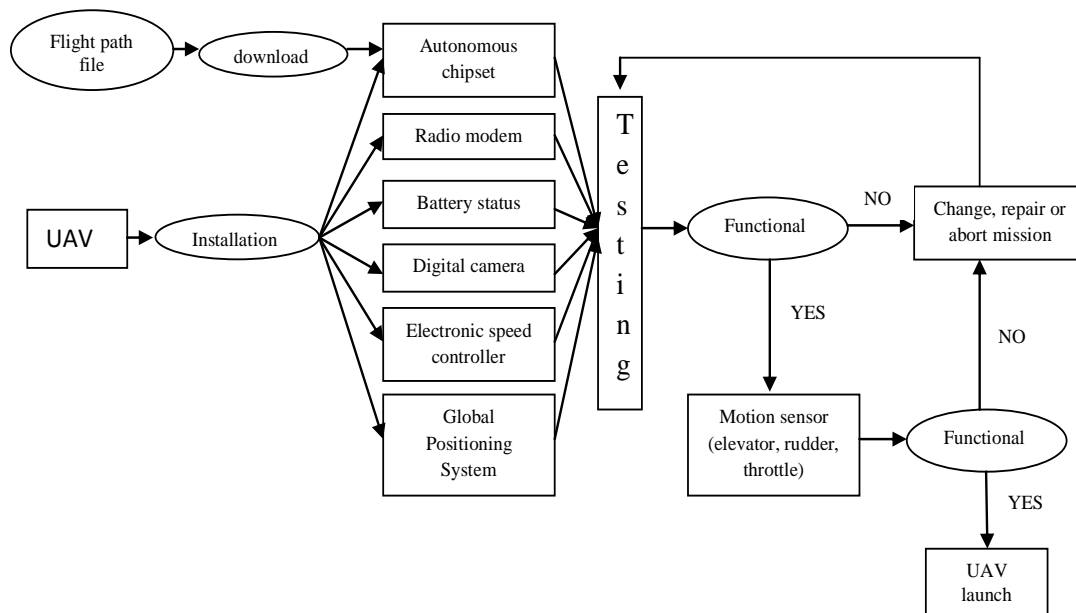 Flight path
file
download
Autonomous
chipset
Radio modem
Battery status
Digital camera
Electronic speed
controller
Global
Positioning
System
UAV
Installation
T
e
s
t
i
n
g
Functional
NO
Change, repair or
abort mission
YES
NO
Motion sensor
(elevator, rudder,
throttle)
Functional
YES
UAV
launch